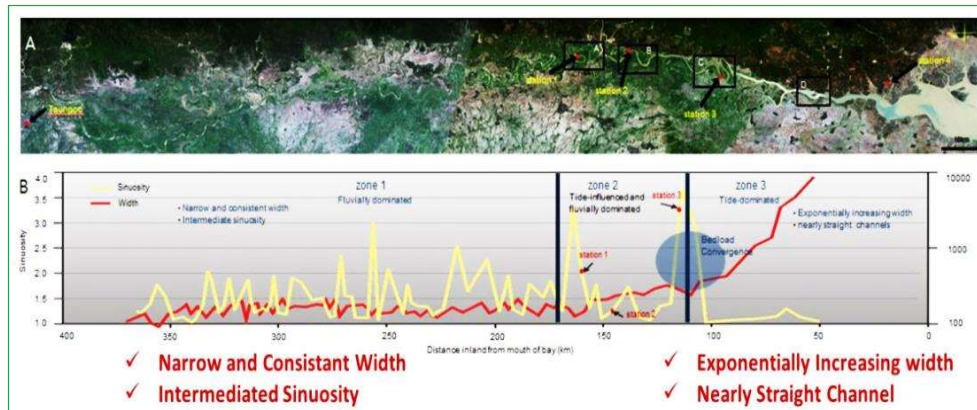 A
A
B
C
D
station 1
station 2
station 3
station 4
B
4.0
3.5
3.0
2.5
2.0
1.5
1.0
Sinuosity
Sinuosity
Width
zone 1
Fluvially dominated
• Narrow and consistent width
• Intermediate sinuosity
zone 2
Tide-influenced and
fluvially dominated
station 1
station 2
station 3
zone 3
Tide-dominated
• Exponentially increasing width
• nearly straight channels
Bedload
Convergence
10000
1000
100
400
350
300
250
200
150
100
50
0
Distance inland from mouth of bay (km)
✓ Narrow and Consistant Width
✓ Intermediated Sinuosity
✓ Exponentially Increasing width
✓ Nearly Straight Channel